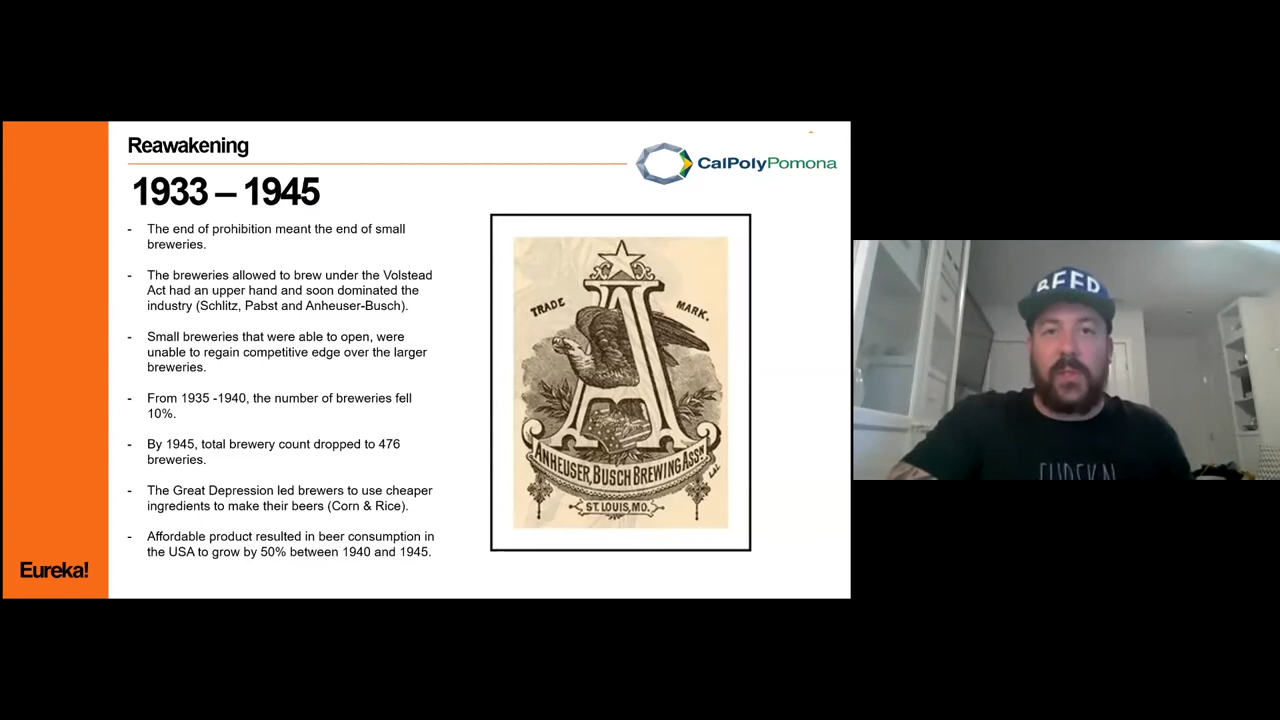 Reawakening
CalPolyPomona
1933 – 1945
- The end of prohibition meant the end of small
breweries.
- The breweries allowed to brew under the Volstead
Act had an upper hand and soon dominated the
industry (Schlitz, Pabst and Anheuser-Busch).
- Small breweries that were able to open, were
unable to regain competitive edge over the larger
breweries.
- From 1935 -1940, the number of breweries fell
10%.
- By 1945, total brewery count dropped to 476
breweries.
- The Great Depression led brewers to use cheaper
ingredients to make their beers (Corn & Rice).
- Affordable product resulted in beer consumption in
the USA to grow by 50% between 1940 and 1945.
Eureka!
TRADE MARK.
A
ANHEUSER, BUSCH BREWING ASSN
ST. LOUIS, MO.
EUREKA!